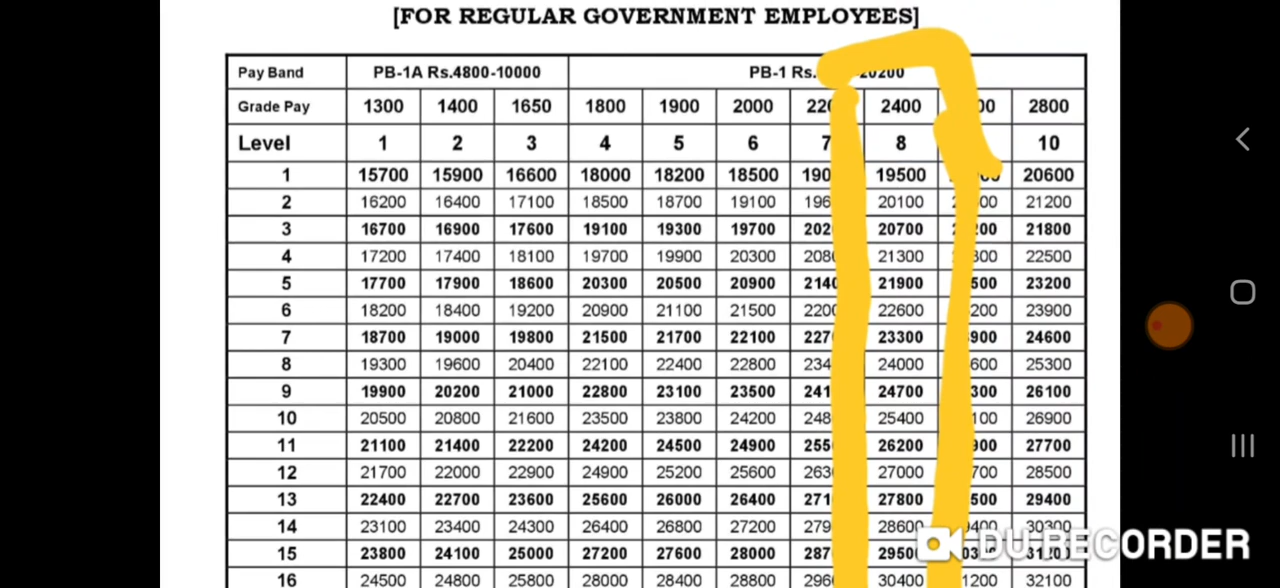 [FOR REGULAR GOVERNMENT EMPLOYEES]
Pay Band PB-1A Rs.4800-10000 PB-1 Rs. 20200
Grade Pay 1300 1400 1650 1800 1900 2000 2400 2800
Level 1 2 3 4 5 6 7 8 10
1 15700 15900 16600 18000 18200 18500 19500 20600
2 16200 16400 17100 18500 18700 19100 20100 21200
3 16700 16900 17600 19100 19300 19700 20700 21800
4 17200 17400 18100 19700 19900 20300 21300 22500
5 17700 17900 18600 20300 20500 20900 21900 23200
6 18200 18400 19200 20900 21100 21500 22600 23900
7 18700 19000 19800 21500 21700 22100 23300 24600
8 19300 19600 20400 22100 22400 22800 24000 25300
9 19900 20200 21000 22800 23100 23500 24700 26100
10 20500 20800 21600 23500 23800 24200 25400 26900
11 21100 21400 22200 24200 24500 24900 26200 27700
12 21700 22000 22900 24900 25200 25600 27000 28500
13 22400 22700 23600 25600 26000 26400 27800 29400
14 23100 23400 24300 26400 26800 27200 28600 30300
15 23800 24100 25000 27200 27600 28000 29500 31200
16 24500 24800 25800 28000 28400 28800 30400 32100
DU RECORDER